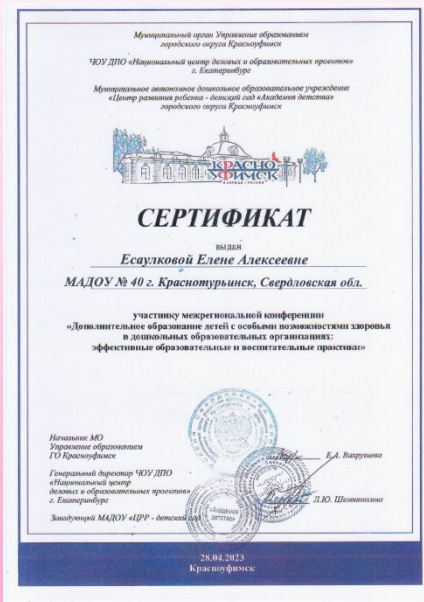 Муниципальный орган Управление образованием
городского округа Красноуфимск
ЧОУ ДПО «Национальный центр деловых и образовательных проектов»
г. Екатеринбург
Муниципальное автономное дошкольное образовательное учреждение
«Центр развития ребенка - детский сад «Академия детства»
городского округа Красноуфимск
КРАСНО
УФИМСК
СЕРТИФИКАТ
выдан
Есаулковой Елене Алексеевне
МАДОУ № 40 г. Краснотурьинск, Свердловская обл.
участнику межрегиональной конференции
«Дополнительное образование детей с особыми возможностями здоровья
в дошкольных образовательных организациях:
эффективные образовательные и воспитательные практики»
Начальник МО
Управление образованием
ГО Красноуфимск
Е.А. Вахрушева
Генеральный директор ЧОУ ДПО
«Национальный центр
деловых и образовательных проектов»
г. Екатеринбург
Л.Ю. Шемятихина
Заведующий МАДОУ «ЦРР - детский сад
«Академия
детства»
28.04.2023
Красноуфимск